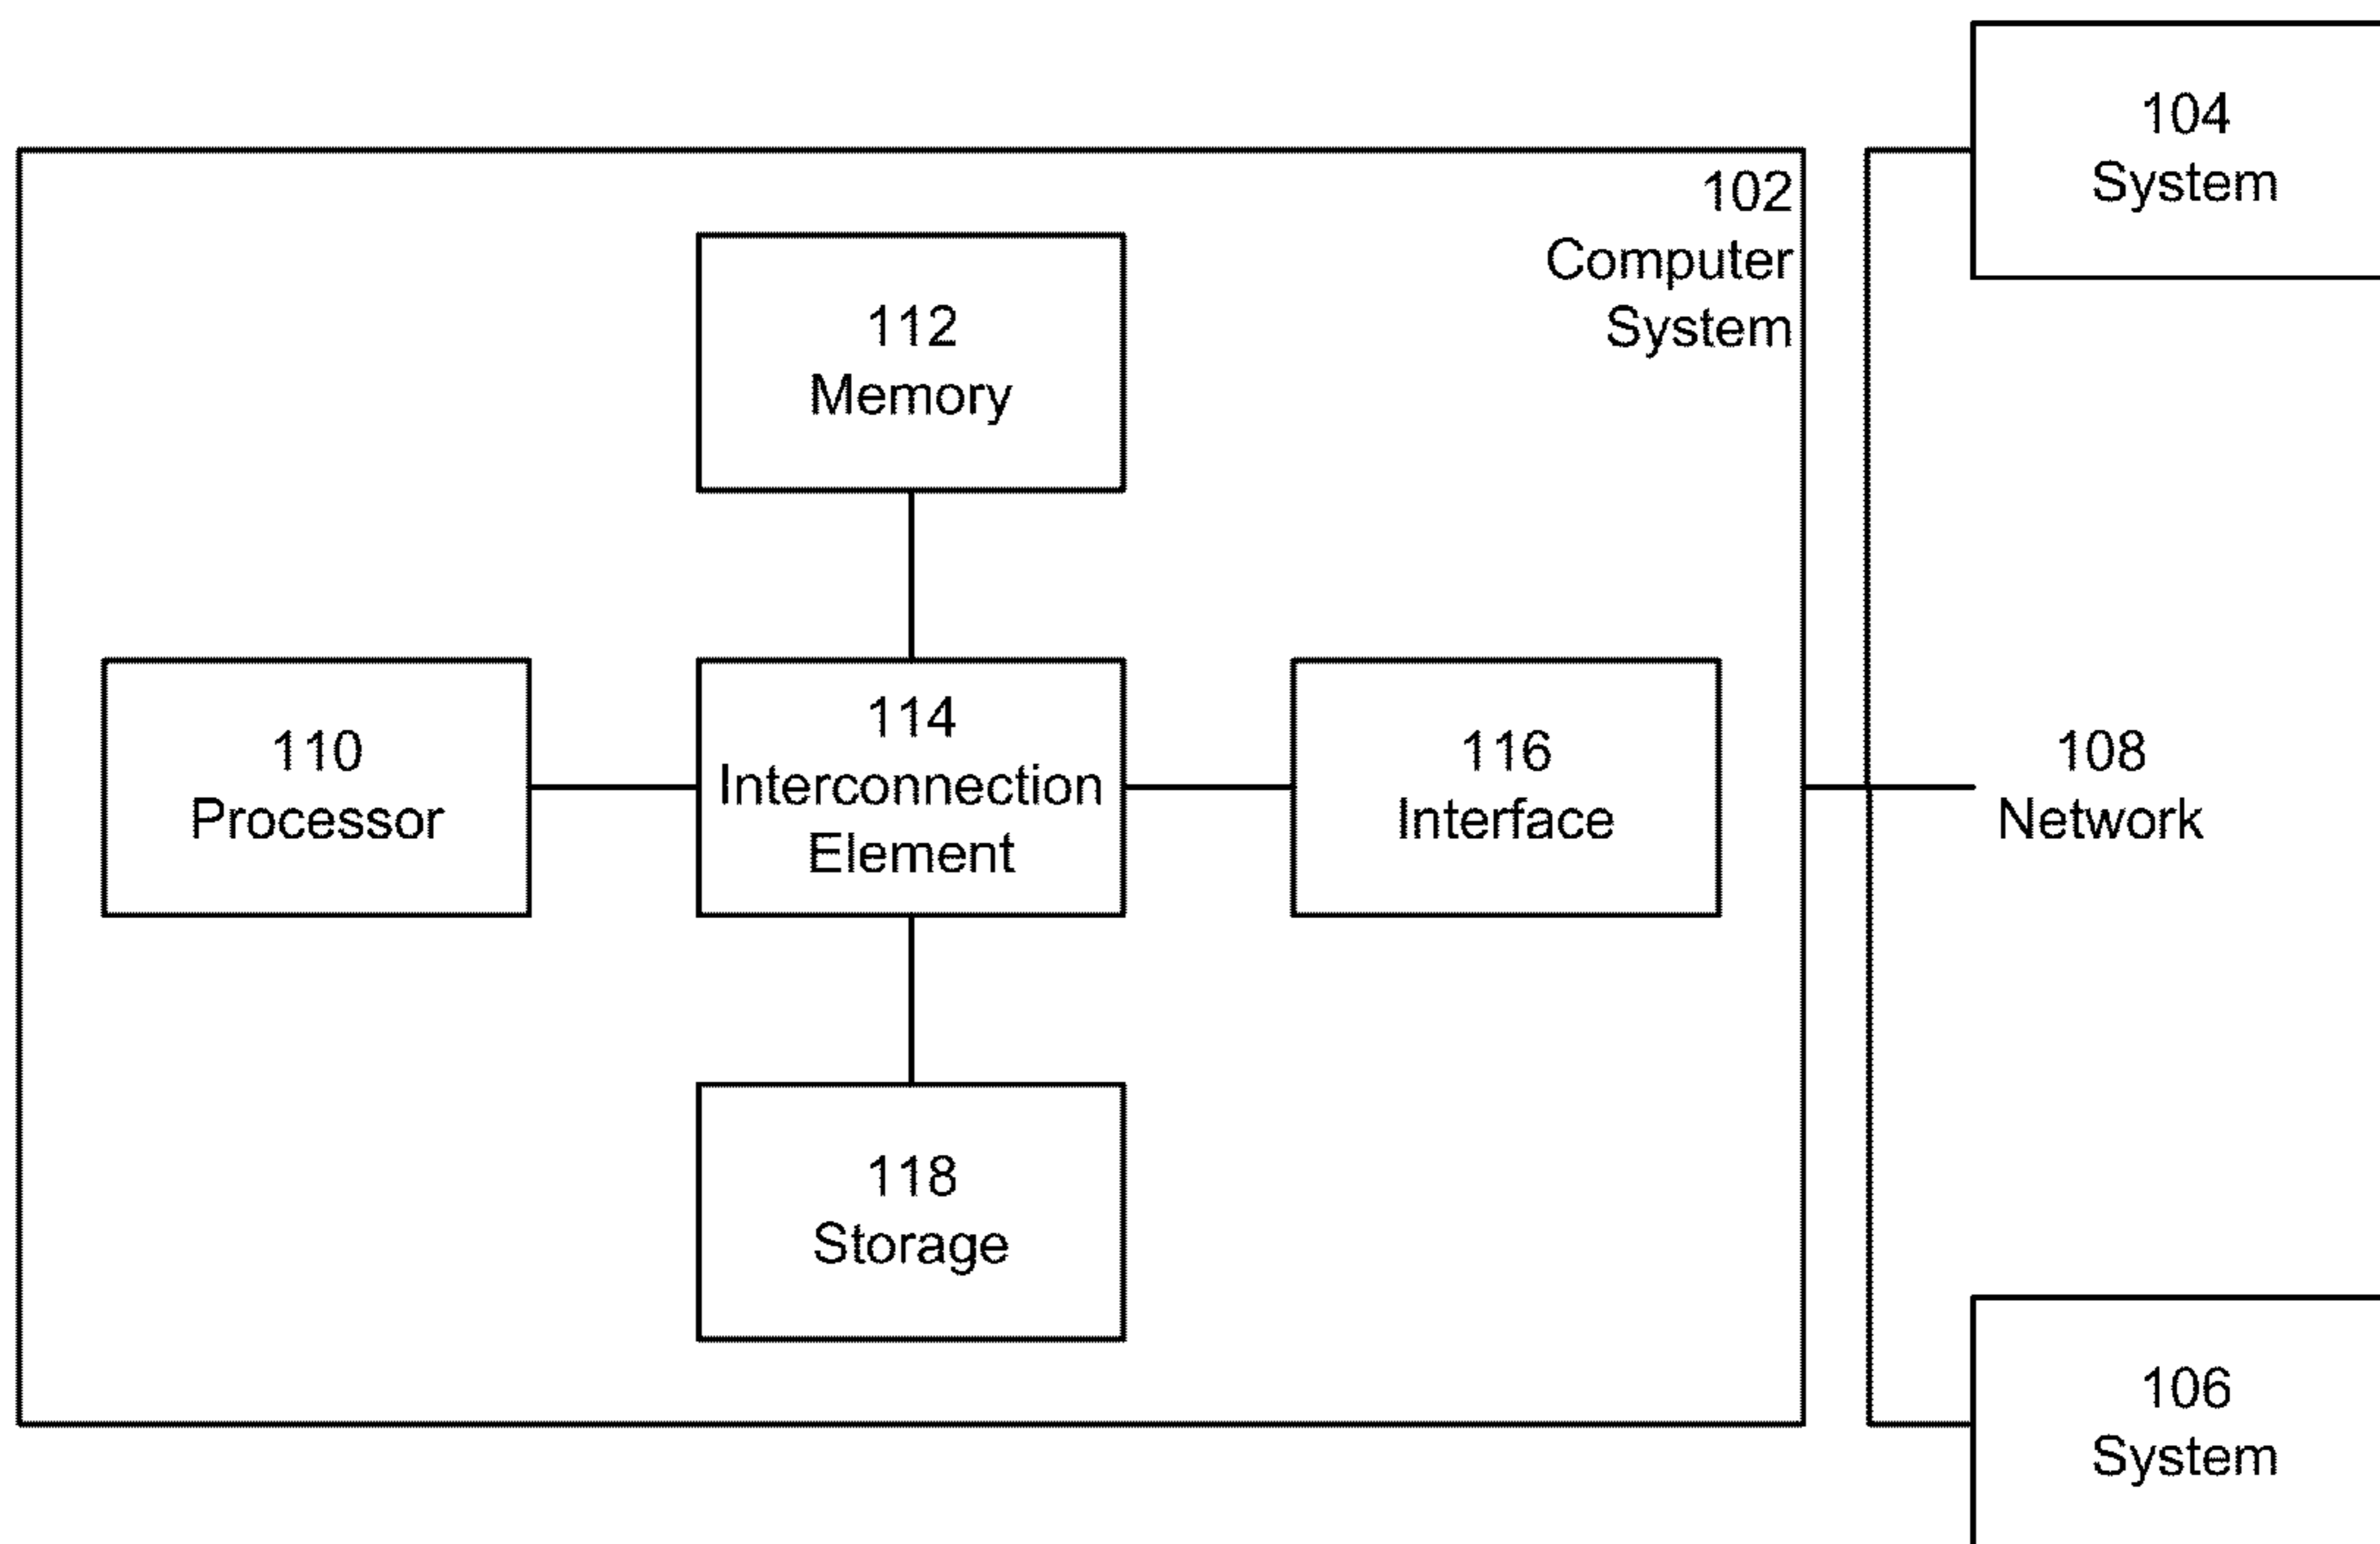 104
System
102
Computer
System
112
Memory
110
Processor
114
Interconnection
Element
116
Interface
108
Network
118
Storage
106
System